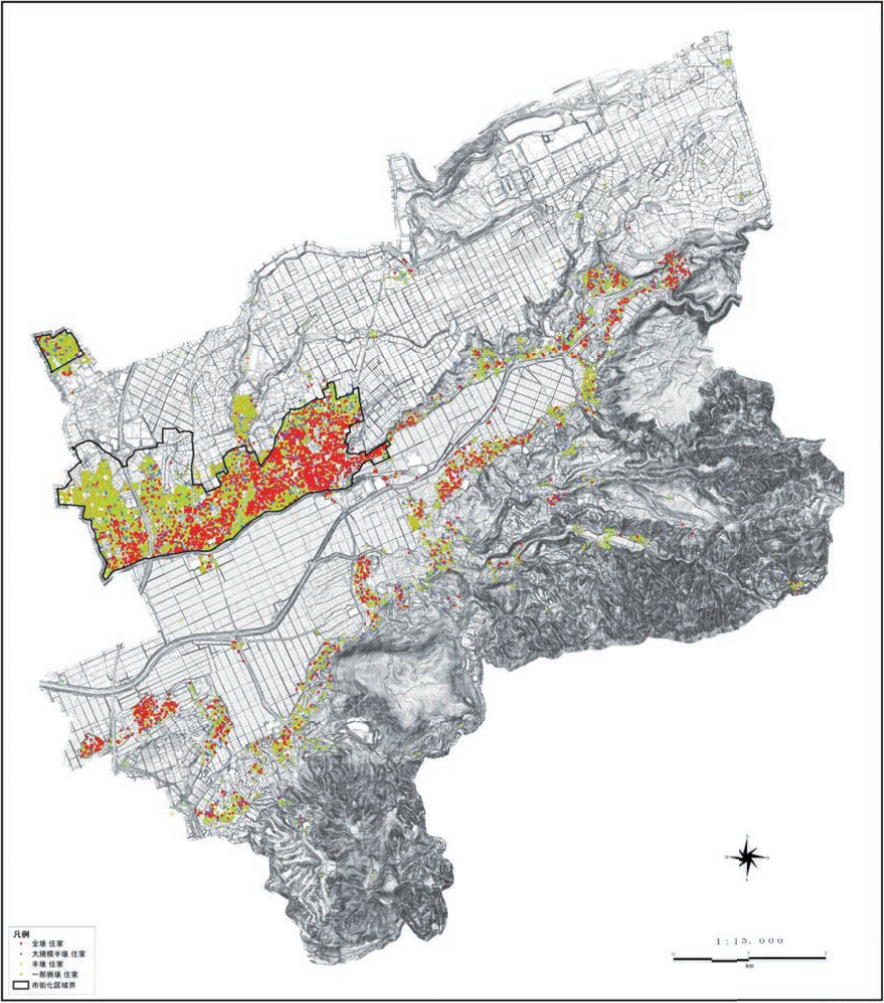 凡例
全壊 住家
大規模半壊 住家
半壊 住家
一部損壊 住家
市街化区域界
1:15,000
km